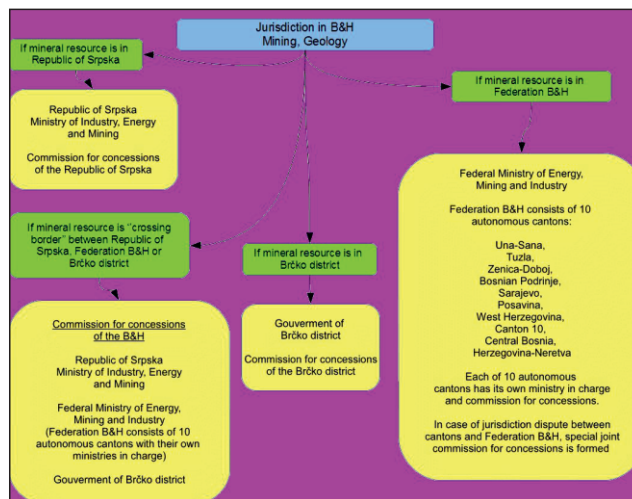 Jurisdiction in B&H
Mining, Geology
If mineral resource is in
Republic of Srpska
If mineral resource is in
Federation B&H
Republic of Srpska
Ministry of Industry, Energy
and Mining
Commission for concessions
of the Republic of Srpska
Federal Ministry of Energy,
Mining and Industry
Federation B&H consists of 10
autonomous cantons:
Una-Sana,
Tuzla,
Zenica-Doboj,
Bosnian Podrinje,
Sarajevo,
Posavina,
West Herzegovina,
Canton 10,
Central Bosnia,
Herzegovina-Neretva
Each of 10 autonomous
cantons has its own ministry in charge
and commission for concessions.
In case of jurisdiction dispute between
cantons and Federation B&H, special joint
commission for concessions is formed
If mineral resource is "crossing
border" between Republic of
Srpska, Federation B&H or
Brčko district
If mineral resource is in
Brčko district
Commission for concessions
of the B&H
Republic of Srpska
Ministry of Industry, Energy
and Mining
Federal Ministry of Energy,
Mining and Industry
(Federation B&H consists of 10
autonomous cantons with their own
ministries in charge)
Gouverment of Brčko district
Gouverment of
Brčko district
Commission for concessions
of the Brčko district